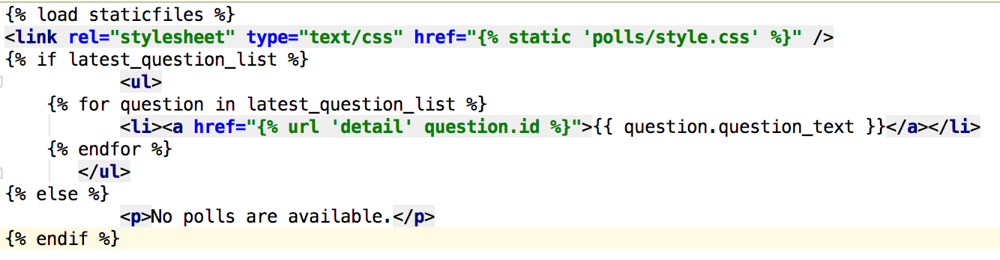 {% load staticfiles %}
<link rel="stylesheet" type="text/css" href="{% static 'polls/style.css' %}" />
{% if latest_question_list %}
<ul>
{% for question in latest_question_list %}
<li><a href="{% url 'detail' question.id %}">{{ question.question_text }}</a></li>
{% endfor %}
</ul>
{% else %}
<p>No polls are available.</p>
{% endif %}